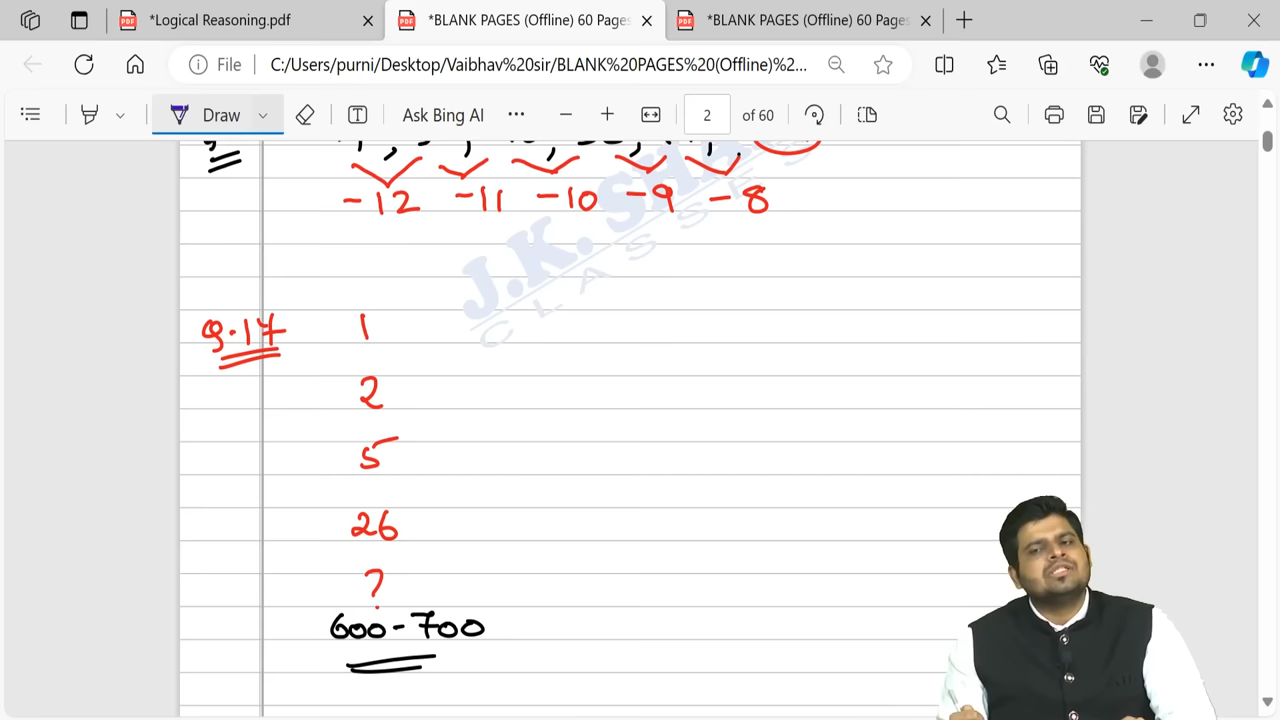 *Logical Reasoning.pdf
*BLANK PAGES (Offline) 60 Pages
*BLANK PAGES (Offline) 60 Pages
File
C:/Users/purni/Desktop/Vaibhav%20sir/BLANK%20PAGES%20(Offline)%2...
Draw
Ask Bing AI
2 of 60
-12 -11 -10 -9 -8
J.K. SHA
CLASSES
Q.17 1
2
5
26
?
600-700